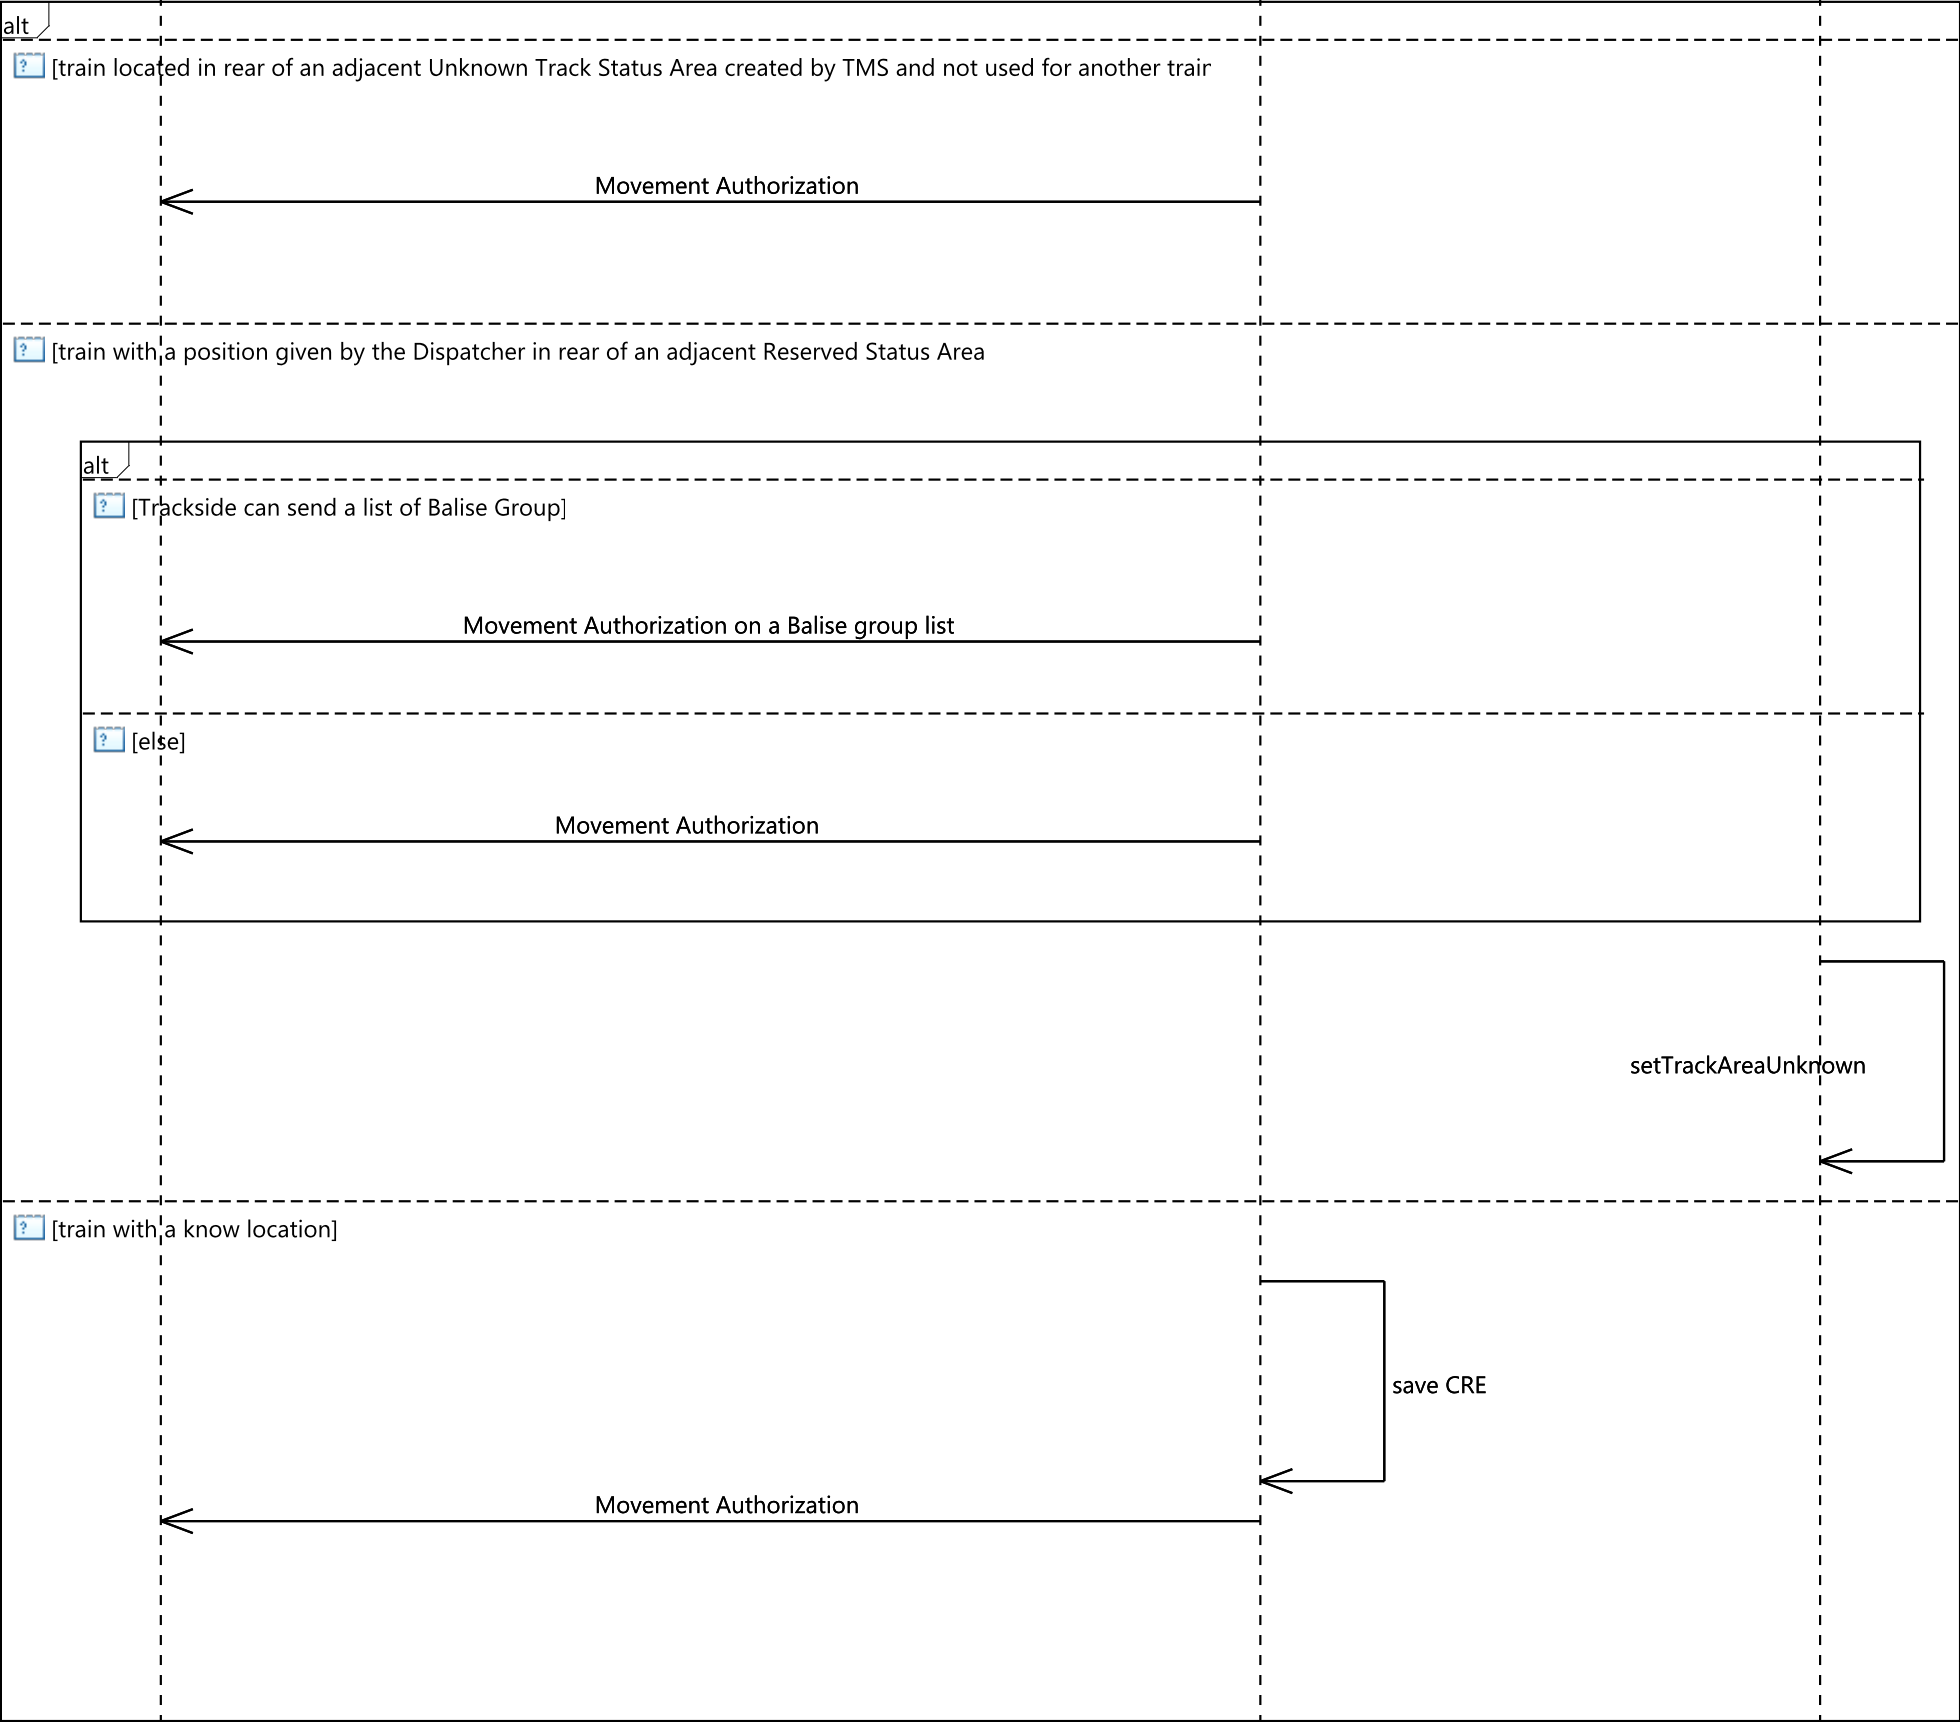 alt
[train located in rear of an adjacent Unknown Track Status Area created by TMS and not used for another train
Movement Authorization
[train with a position given by the Dispatcher in rear of an adjacent Reserved Status Area
alt
[Trackside can send a list of Balise Group]
Movement Authorization on a Balise group list
[else]
Movement Authorization
setTrackAreaUnknown
[train with a know location]
save CRE
Movement Authorization